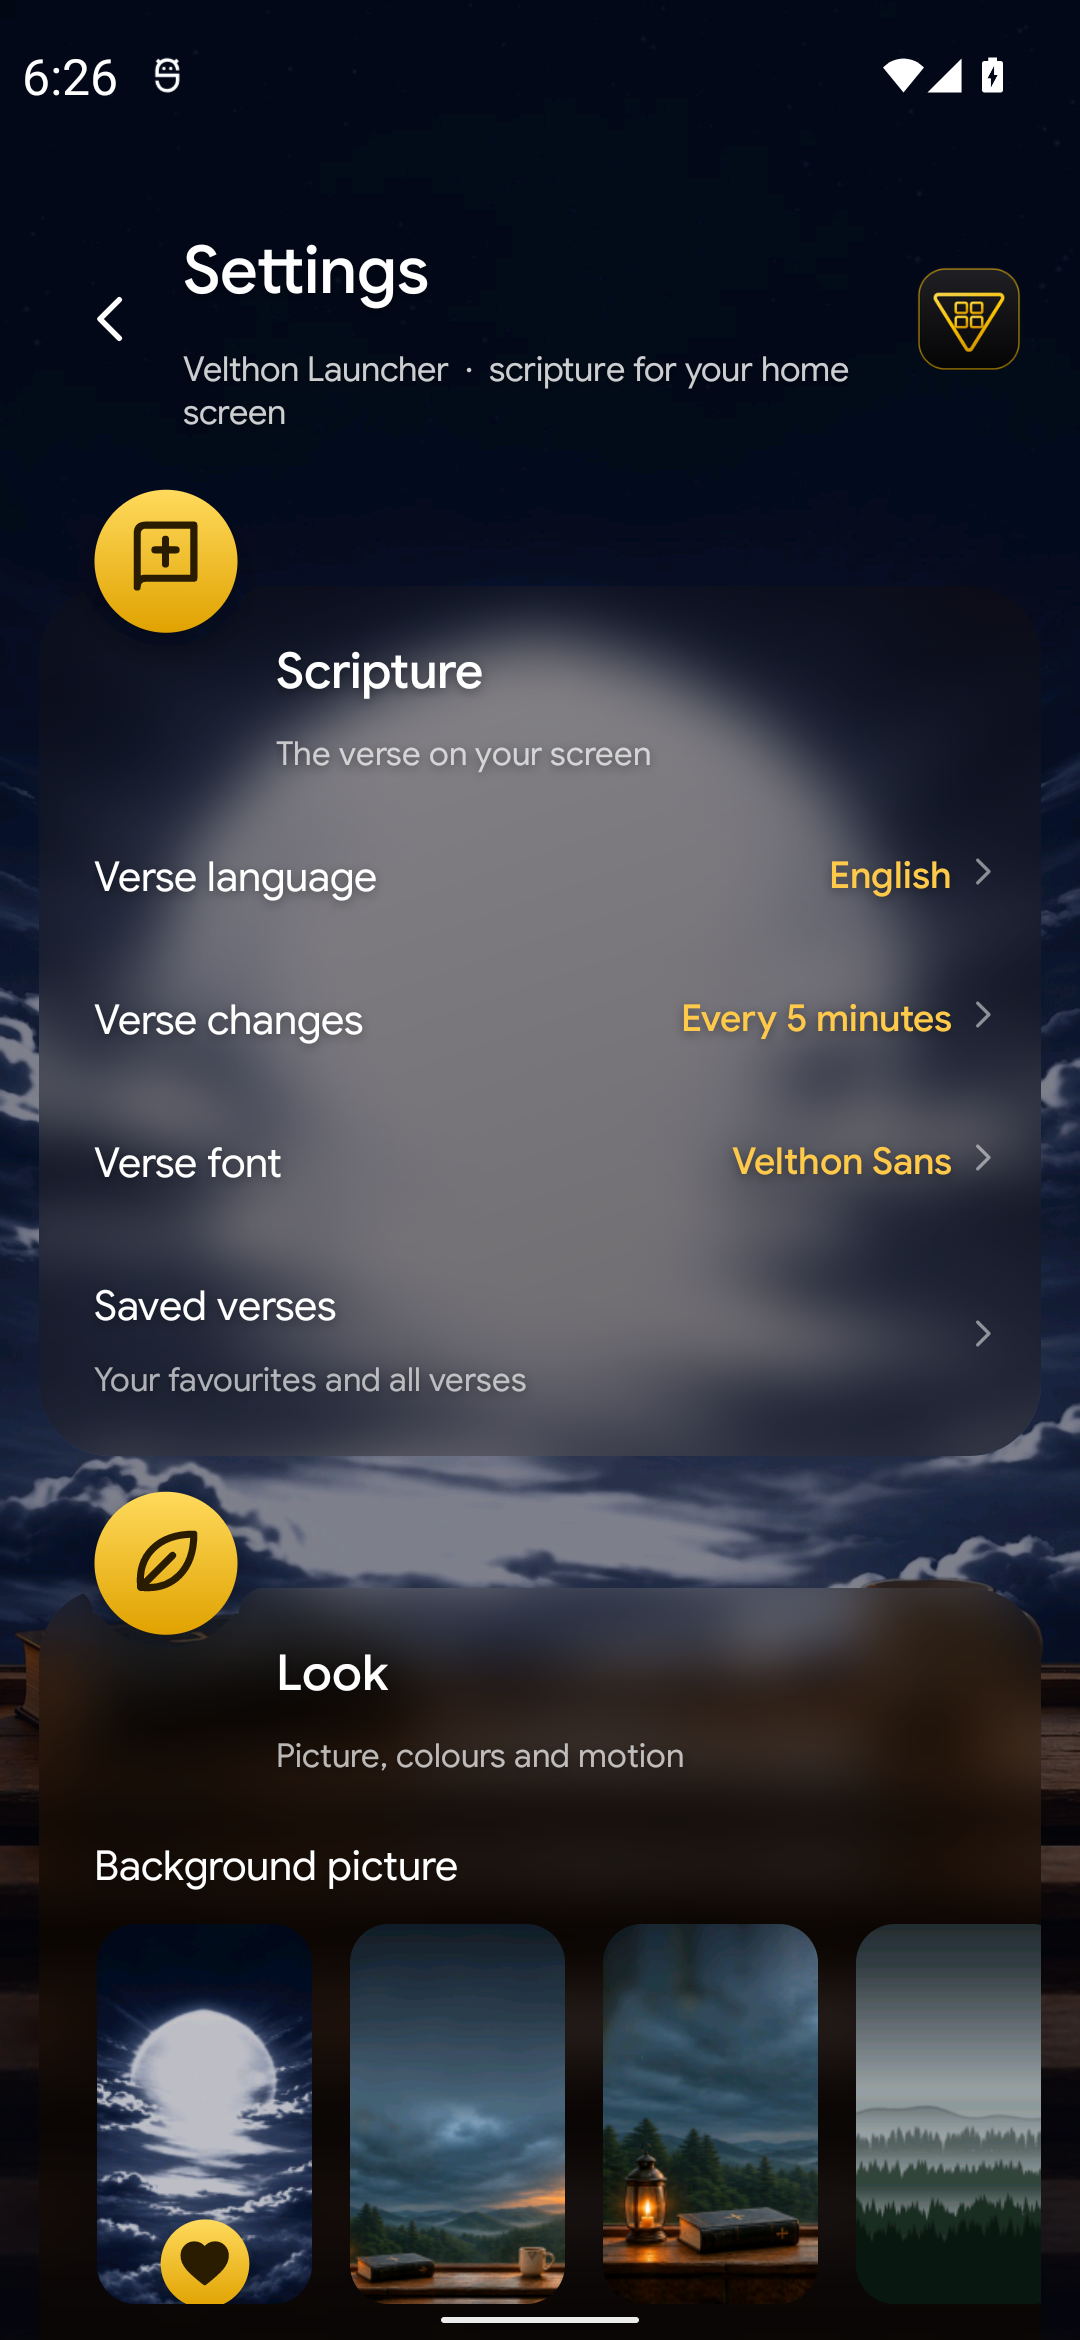 6:26
Settings
Velthon Launcher · scripture for your home
screen
Scripture
The verse on your screen
Verse language
English
Verse changes
Every 5 minutes
Verse font
Velthon Sans
Saved verses
Your favourites and all verses
Look
Picture, colours and motion
Background picture